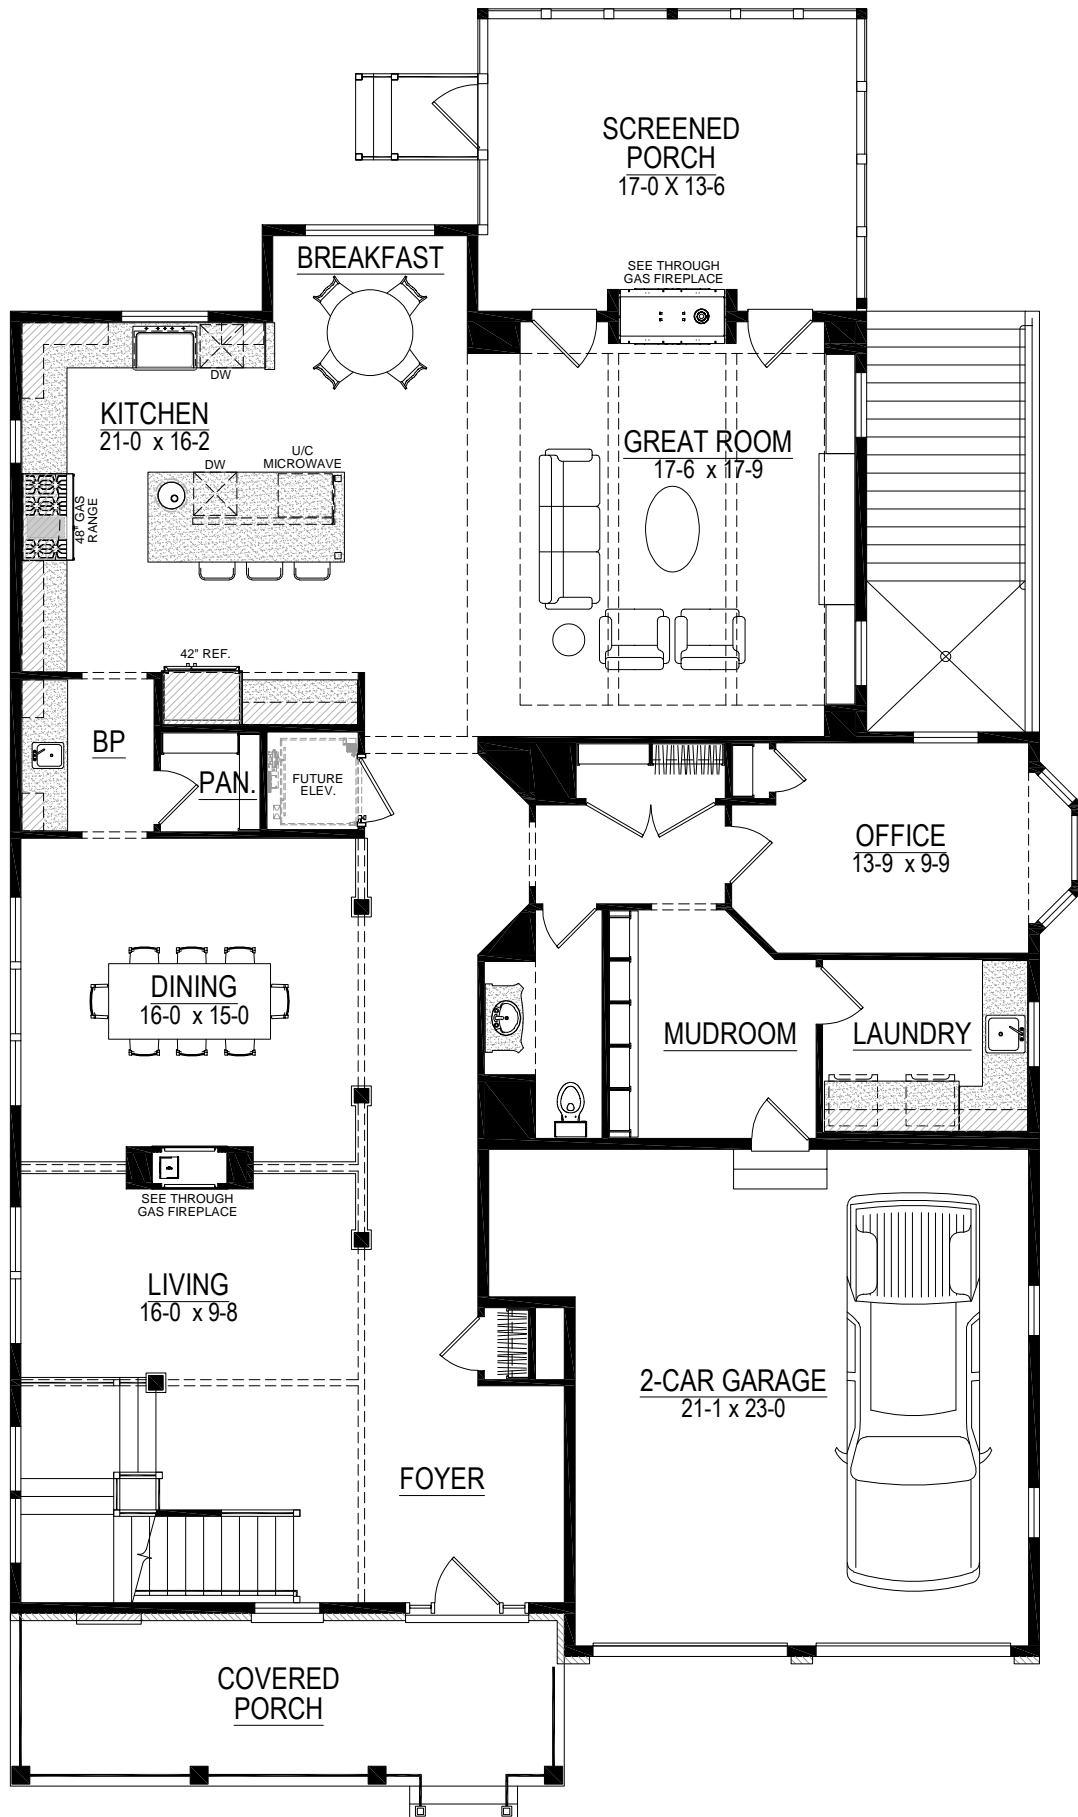 SCREENED
PORCH
17-0 X 13-6
BREAKFAST
SEE THROUGH
GAS FIREPLACE
DW
KITCHEN
21-0 x 16-2
GREAT ROOM
17-6 x 17-9
U/C
MICROWAVE
DW
48" GAS
RANGE
42" REF.
BP
PAN.
FUTURE
ELEV.
OFFICE
13-9 x 9-9
DINING
16-0 x 15-0
MUDROOM
LAUNDRY
SEE THROUGH
GAS FIREPLACE
LIVING
16-0 x 9-8
2-CAR GARAGE
21-1 x 23-0
FOYER
COVERED
PORCH